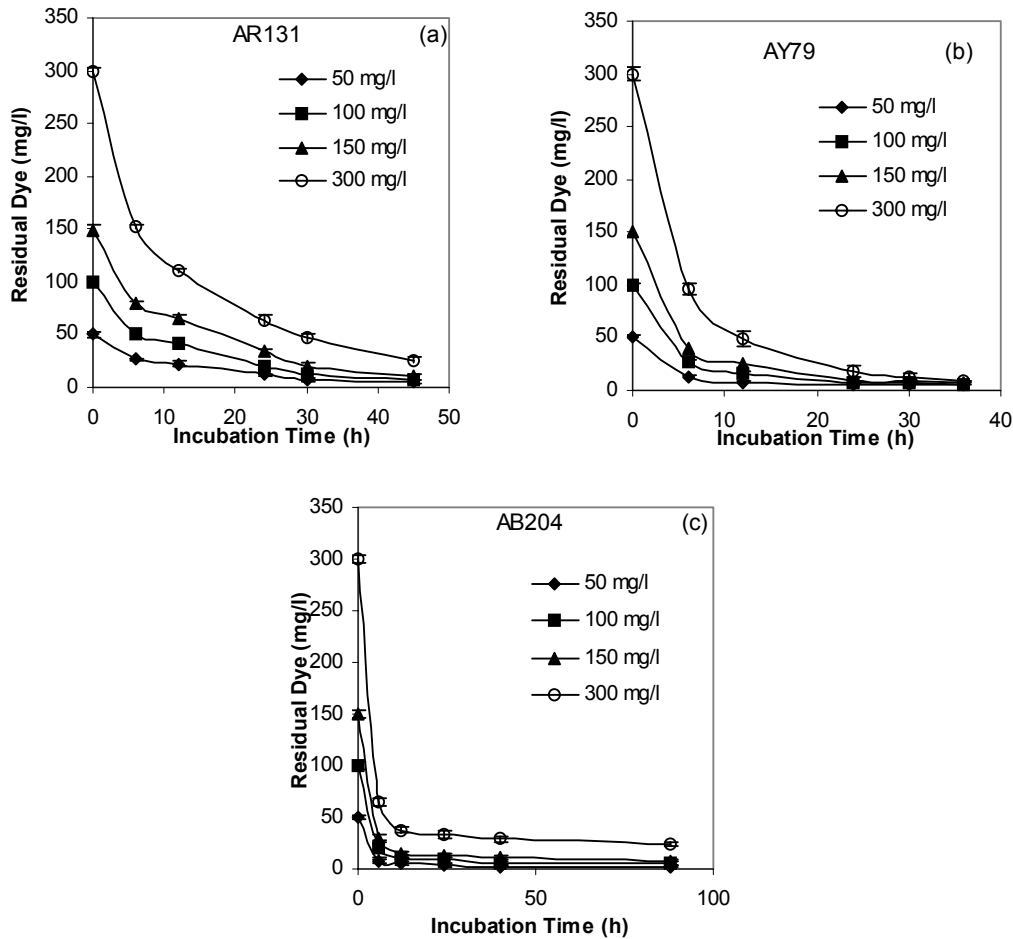 AR131
(a)
350
300
250
200
150
100
50
0
Residual Dye (mg/l)
50 mg/l
100 mg/l
150 mg/l
300 mg/l
0 10 20 30 40 50
Incubation Time (h)
AY79
(b)
350
300
250
200
150
100
50
0
Residual Dye (mg/l)
50 mg/l
100 mg/l
150 mg/l
300 mg/l
0 10 20 30 40
Incubation Time (h)
AB204
(c)
350
300
250
200
150
100
50
0
Residual Dye (mg/l)
50 mg/l
100 mg/l
150 mg/l
300 mg/l
0 50 100
Incubation Time (h)